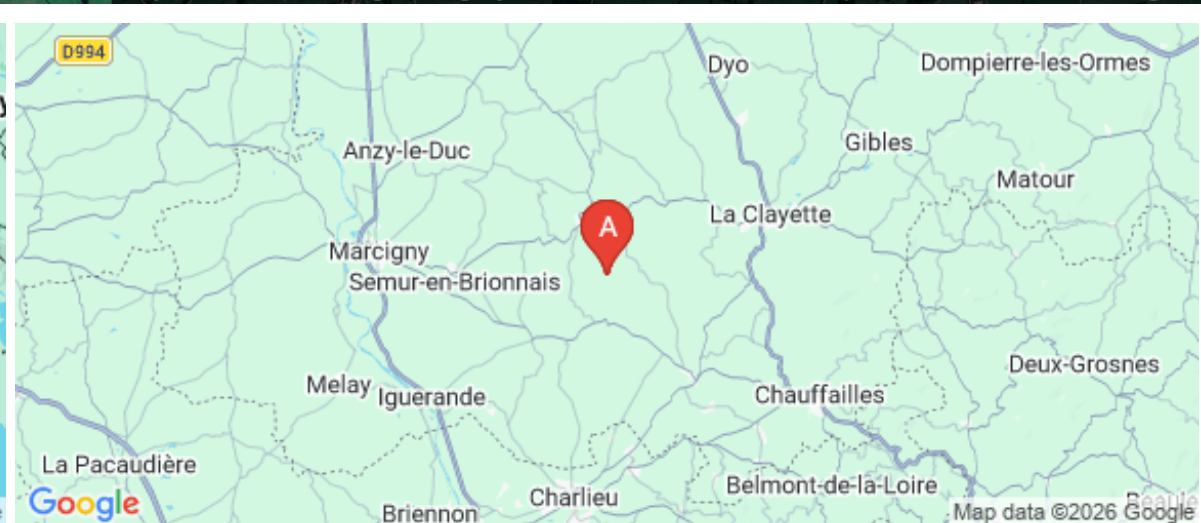 D994
Dyo
Dompierre-les-Ormes
Anzy-le-Duc
Gibles
Matour
A
La Clayette
Marcigny
Semur-en-Brionnais
Deux-Grosnes
Melay
Iguerande
Chauffailles
La Pacaudière
Belmont-de-la-Loire
Charlieu
Google
Briennon
Map data ©2026 Google